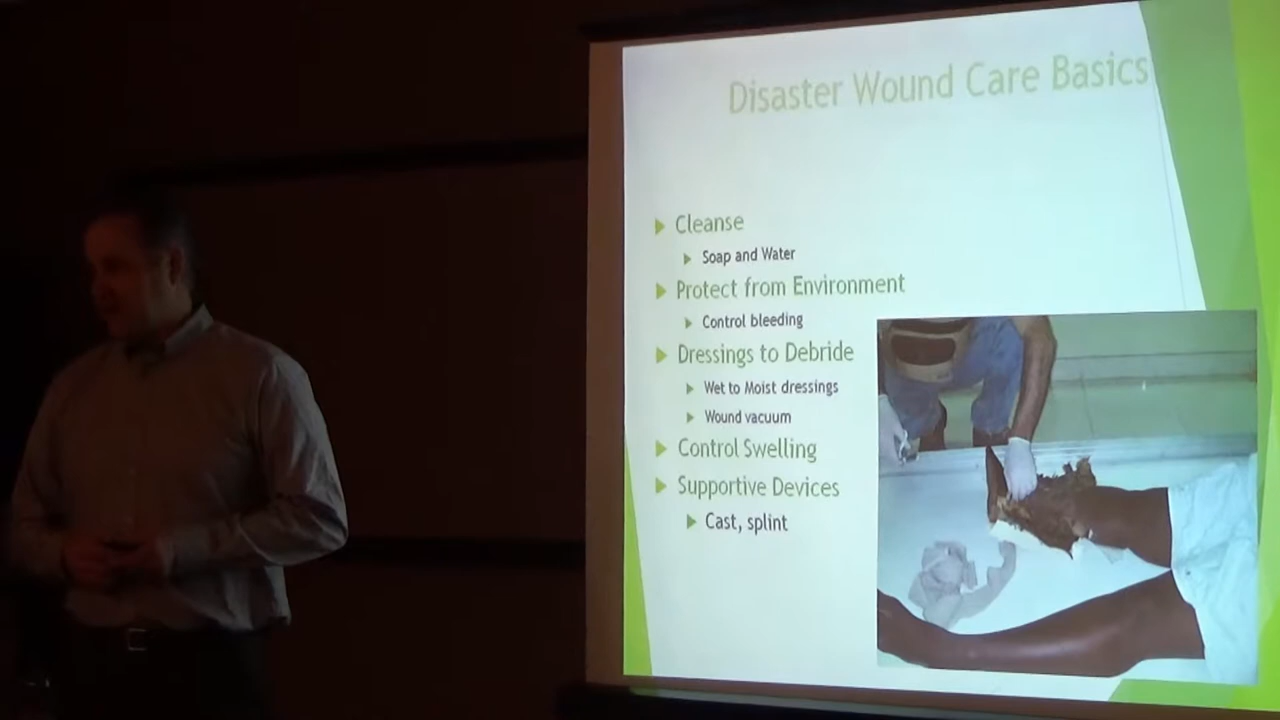 Disaster Wound Care Basics
Cleanse
Soap and Water
Protect from Environment
Control bleeding
Dressings to Debride
Wet to Moist dressings
Wound vacuum
Control Swelling
Supportive Devices
Cast, splint